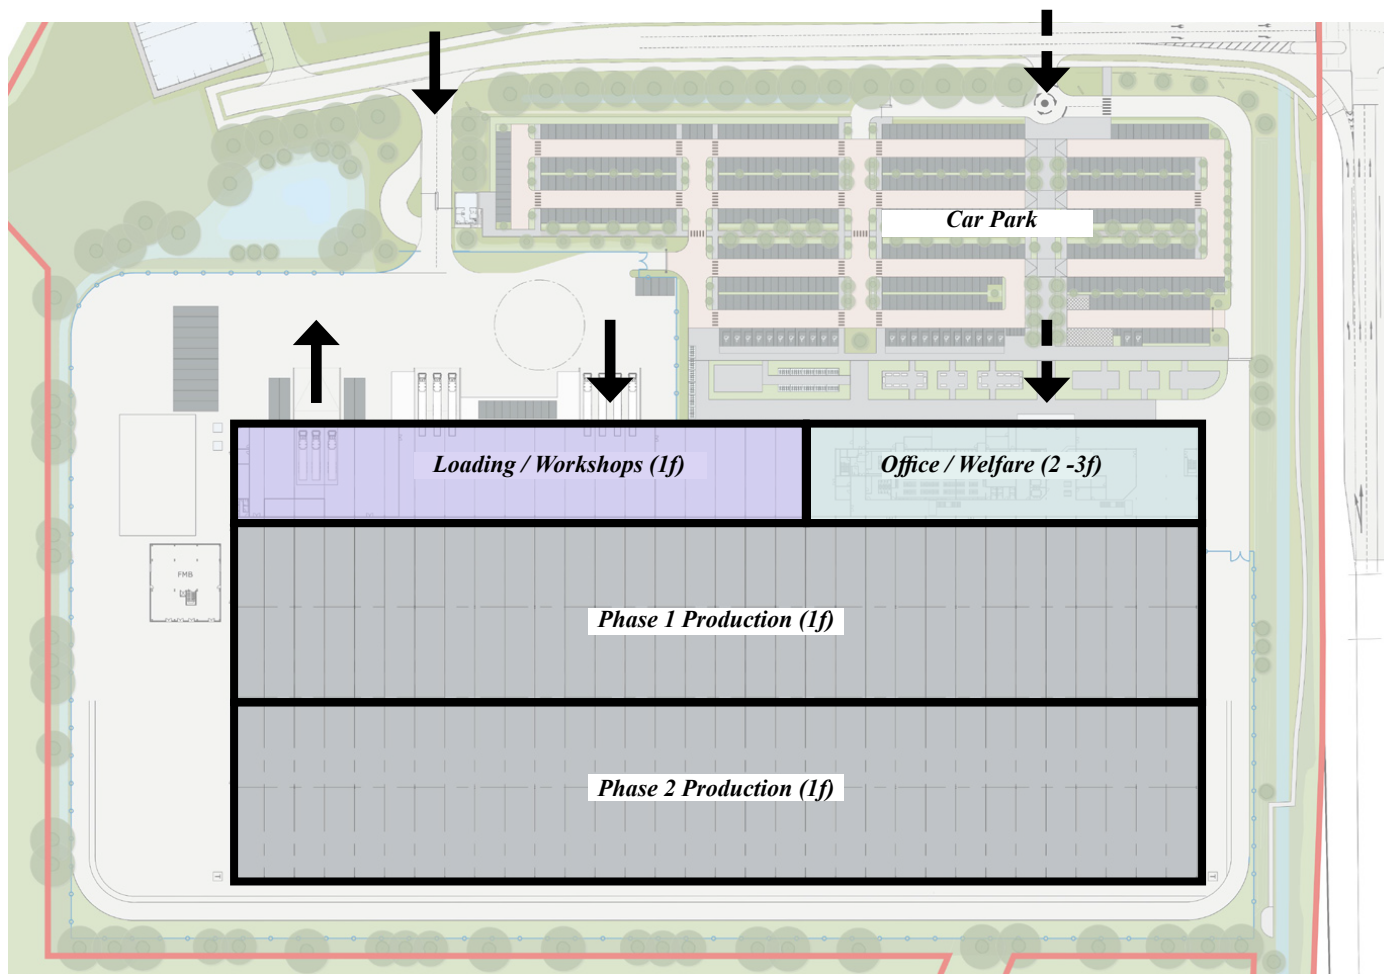 Car Park
Loading / Workshops (1f)
Office / Welfare (2 -3f)
FMB
Phase 1 Production (1f)
Phase 2 Production (1f)